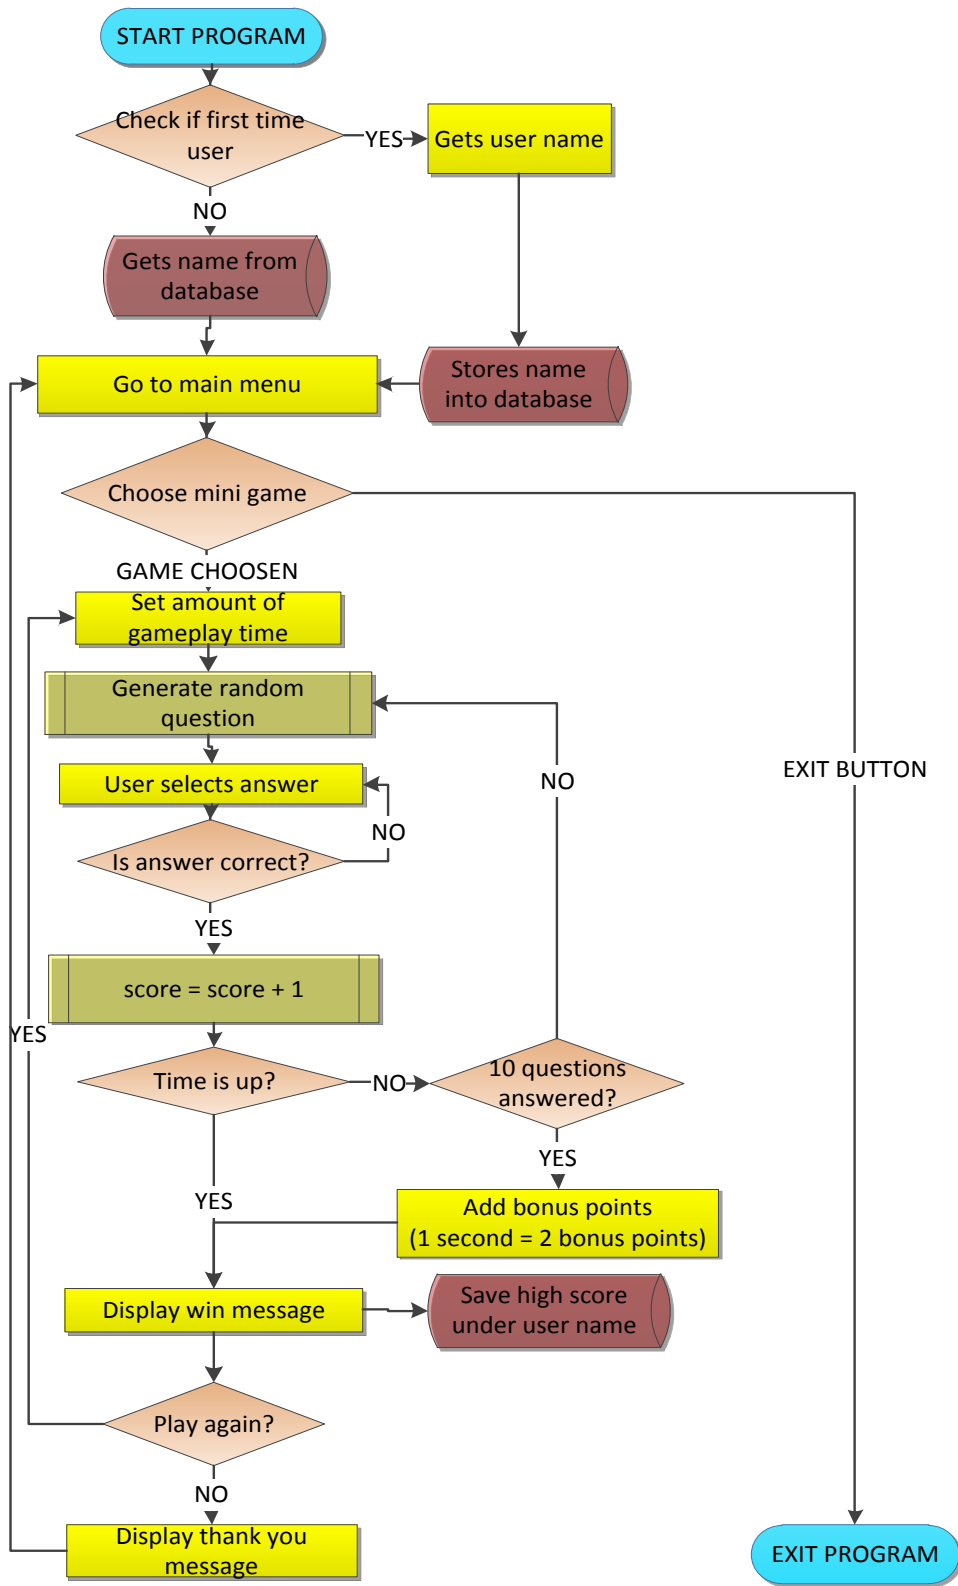 START PROGRAM
Check if first time
user
YES
Gets user name
NO
Gets name from
database
Go to main menu
Stores name
into database
Choose mini game
GAME CHOOSEN
Set amount of
gameplay time
Generate random
question
User selects answer
NO
EXIT BUTTON
NO
Is answer correct?
YES
score = score + 1
YES
Time is up?
NO
10 questions
answered?
YES
YES
Add bonus points
(1 second = 2 bonus points)
Display win message
Save high score
under user name
Play again?
NO
Display thank you
message
EXIT PROGRAM